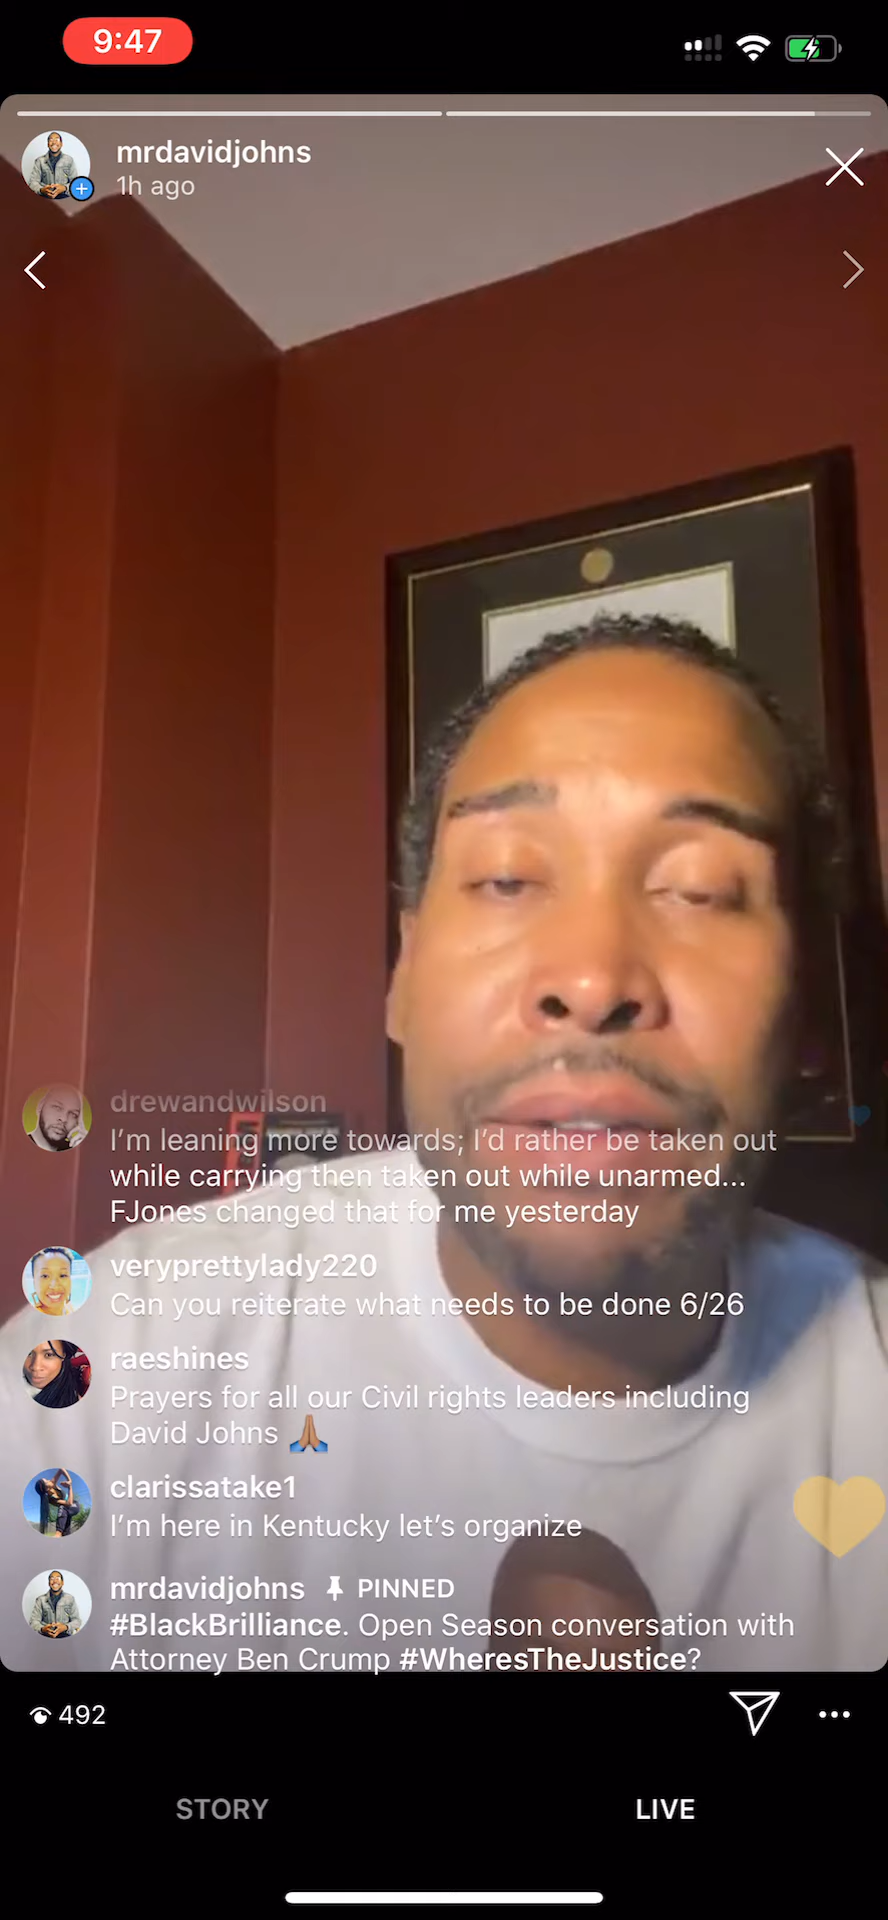 9:47
mrdavidjohns
1h ago
drewandwilson
I'm leaning more towards; I'd rather be taken out
while carrying then taken out while unarmed...
FJones changed that for me yesterday
veryprettylady220
Can you reiterate what needs to be done 6/26
raeshines
Prayers for all our Civil rights leaders including
David Johns 🙏🏽
clarissatake1
I'm here in Kentucky let's organize
mrdavidjohns PINNED
#BlackBrilliance. Open Season conversation with
Attorney Ben Crump #WheresTheJustice?
492
STORY
LIVE